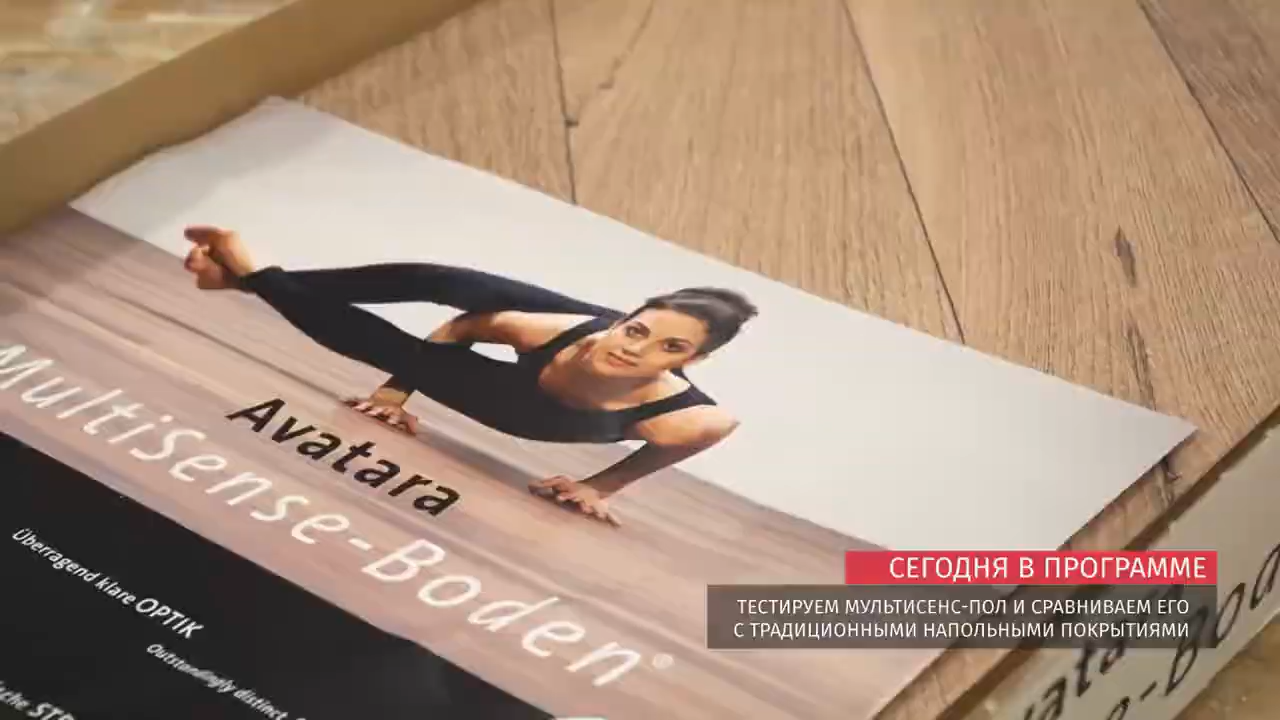 Avatara
MultiSense-Boden®
Überragend klare OPTIK
Outstandingly distinct
СЕГОДНЯ В ПРОГРАММЕ
ТЕСТИРУЕМ МУЛЬТИСЕНС-ПОЛ И СРАВНИВАЕМ ЕГО
С ТРАДИЦИОННЫМИ НАПОЛЬНЫМИ ПОКРЫТИЯМИ